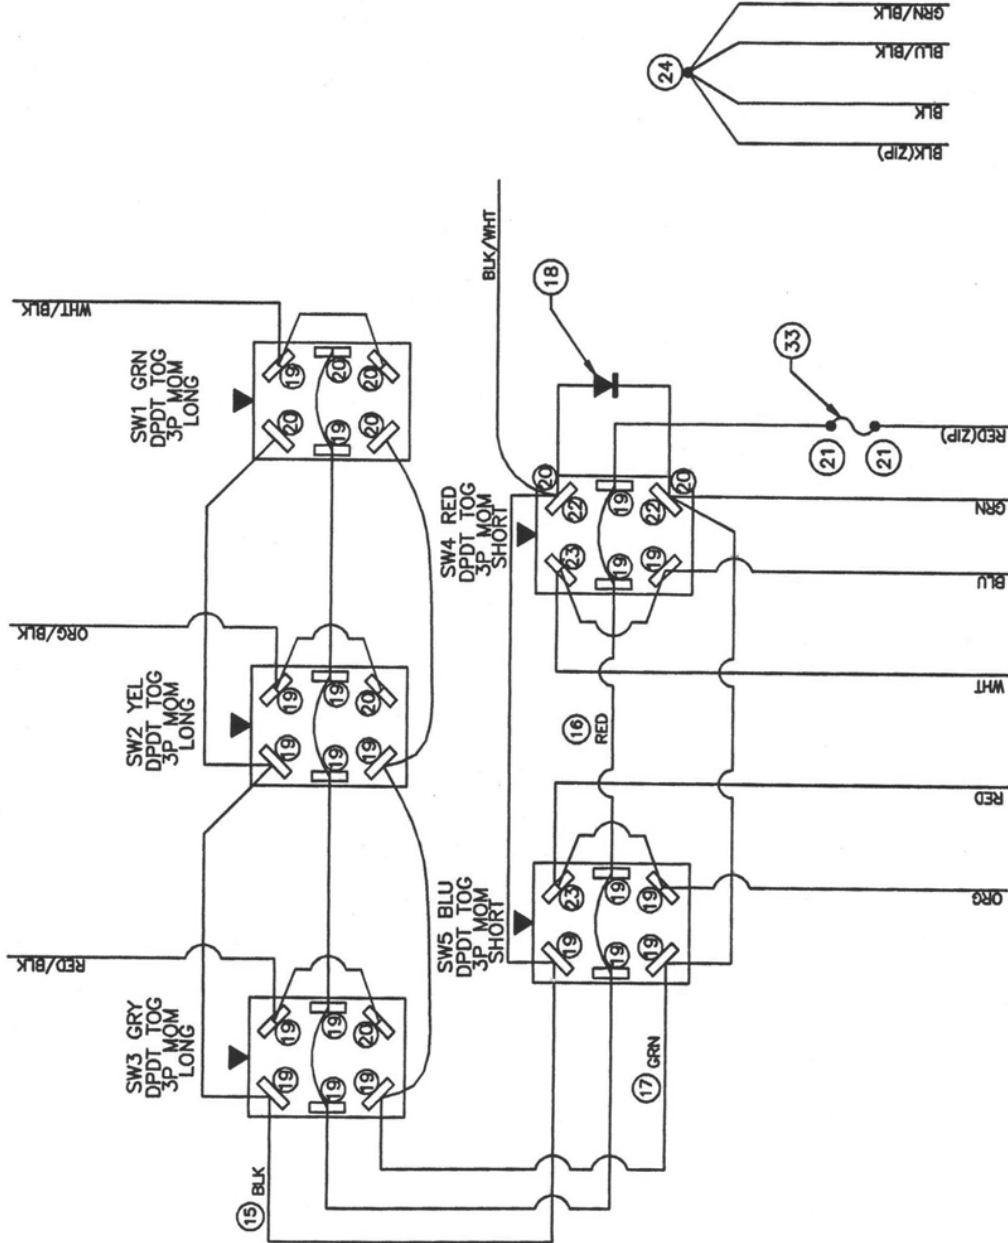 GRN/BLK
BLU/BLK
BLK
BLK(ZIP)
24
WHT/BLK
SW1 GRN
DPDT TOG
3P MOM
LONG
20
19
19
20
20
20
ORG/BLK
SW2 YEL
DPDT TOG
3P MOM
LONG
19
19
19
19
19
20
RED/BLK
SW3 GRY
DPDT TOG
3P MOM
LONG
19
19
19
19
19
20
15 BLK
BLK/WHT
18
SW4 RED
DPDT TOG
3P MOM
SHORT
20
23
22
19
19
19
22
20
33
21
21
RED(ZIP)
GRN
BLU
WHT
16
RED
RED
SW5 BLU
DPDT TOG
3P MOM
SHORT
19
23
19
19
19
19
ORG
17 GRN